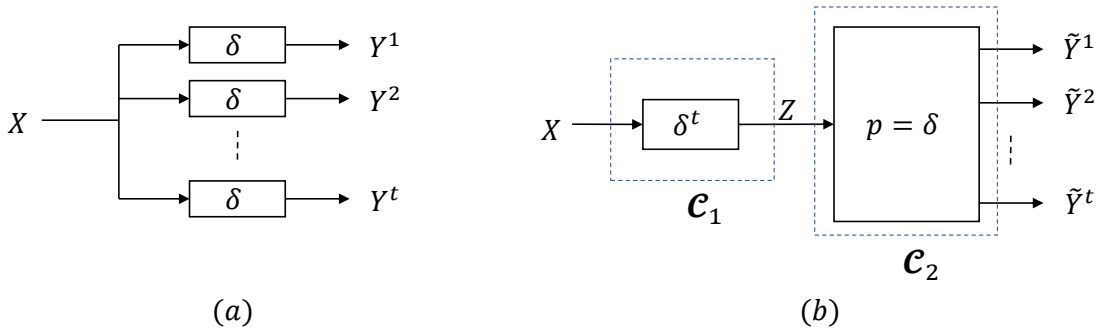 X
δ
Y¹
δ
Y²
δ
Yᵗ
(a)
X
δᵗ
Z
𝓒₁
p = δ
Ỹ¹
Ỹ²
Ỹᵗ
𝓒₂
(b)